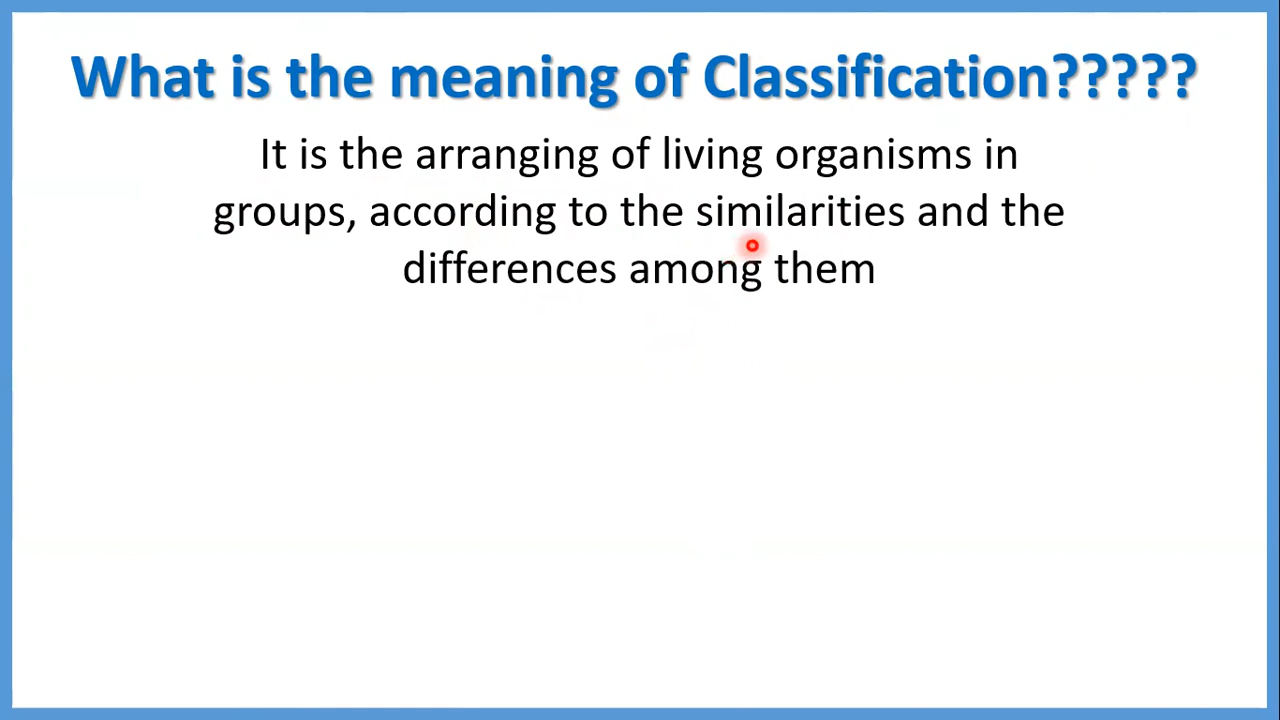 What is the meaning of Classification?????
It is the arranging of living organisms in
groups, according to the similarities and the
differences among them